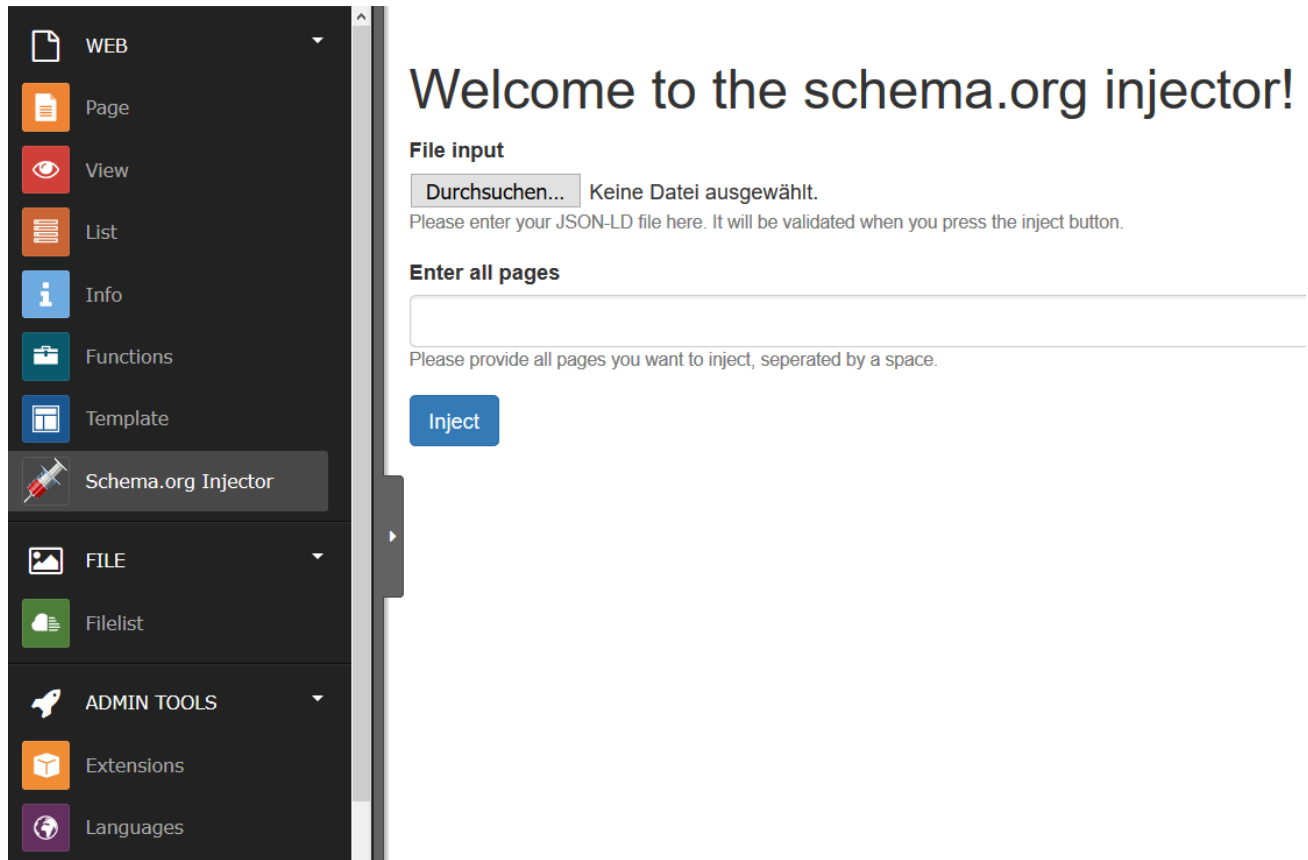 WEB
Page
View
List
Info
Functions
Template
Schema.org Injector
FILE
Filelist
ADMIN TOOLS
Extensions
Languages
Welcome to the schema.org injector!
File input
Durchsuchen... Keine Datei ausgewählt.
Please enter your JSON-LD file here. It will be validated when you press the inject button.
Enter all pages
Please provide all pages you want to inject, seperated by a space.
Inject